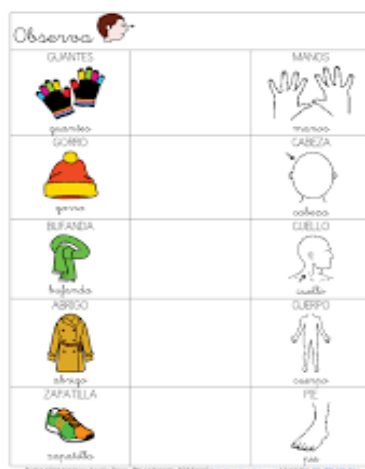 Observa
GUANTES
MANOS
guantes
manos
GORRO
CABEZA
gorro
cabeza
BUFANDA
CUELLO
bufanda
cuello
ABRIGO
CUERPO
abrigo
cuerpo
ZAPATILLA
PIE
zapatilla
pie